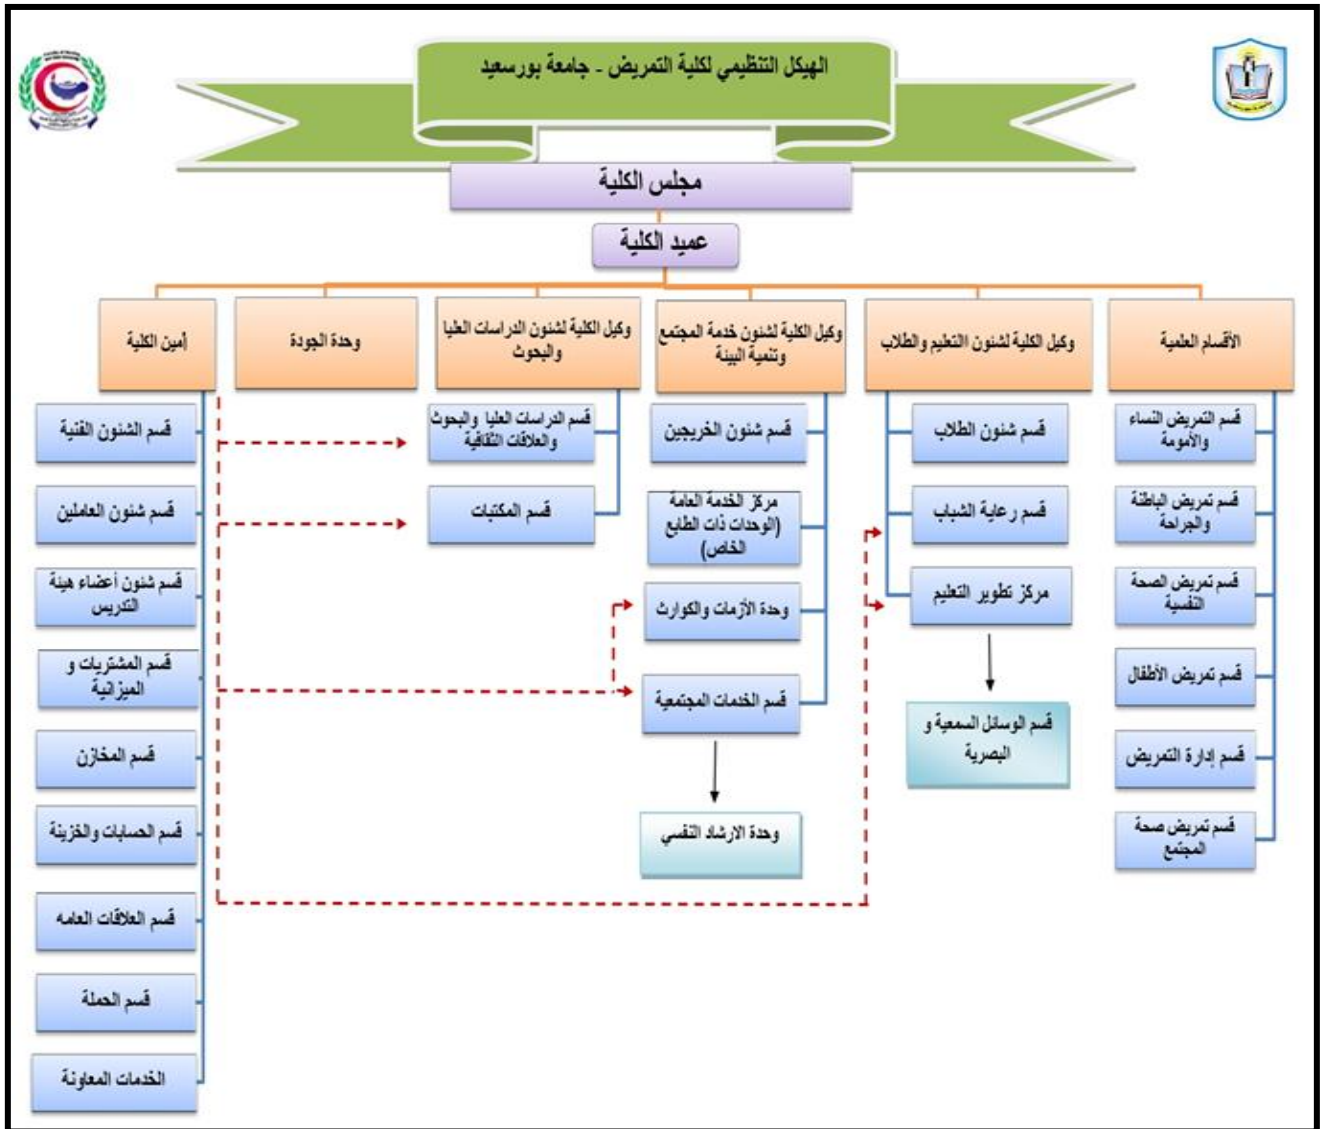 الهيكل التنظيمي لكلية التمريض - جامعة بورسعيد
مجلس الكلية
عميد الكلية
الأقسام العلمية
وكيل الكلية لشئون االتعليم والطلاب
وكيل الكلية لشئون خدمة المجتمع
وتنمية البيئة
وكيل الكلية لشئون الدراسات العليا
والبحوث
وحدة الجودة
أمين الكلية
قسم التمريض النساء
والأمومة
قسم تمريض الباطنة
والجراحة
قسم تمريض الصحة
النفسية
قسم تمريض الأطفال
قسم إدارة التمريض
قسم تمريض صحة
المجتمع
قسم شئون الطلاب
قسم رعاية الشباب
مركز تطوير التعليم
قسم الوسائل السمعية و
البصرية
قسم شئون الخريجين
مركز الخدمة العامة
(الوحدات ذات الطابع
الخاص)
وحدة الأزمات والكوارث
قسم الخدمات المجتمعية
وحدة الارشاد النفسي
قسم الدراسات العليا والبحوث
والعلاقات الثقافية
قسم المكتبات
قسم الشئون الفنية
قسم شئون العاملين
قسم شئون أعضاء هيئة
التدريس
قسم المشتريات و
الميزانية
قسم المخازن
قسم الحسابات والخزينة
قسم العلاقات العامه
قسم الحملة
الخدمات المعاونة